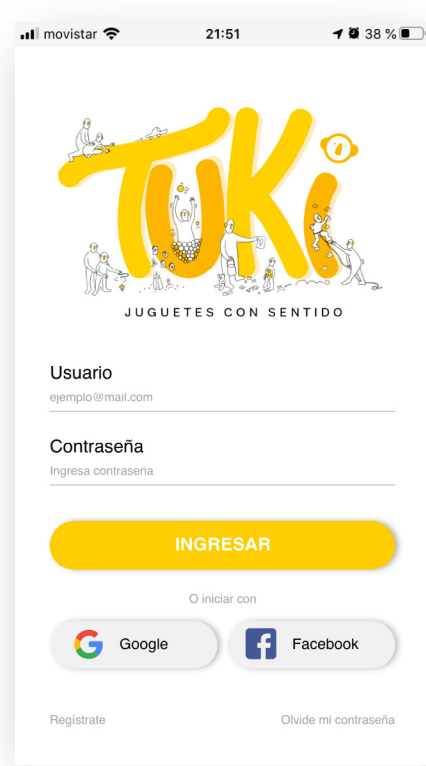 movistar 21:51 38 %
TUKi
JUGUETES CON SENTIDO
Usuario
ejemplo@mail.com
Contraseña
Ingresa contraseña
INGRESAR
O iniciar con
Google Facebook
Registrate Olvide mi contraseña